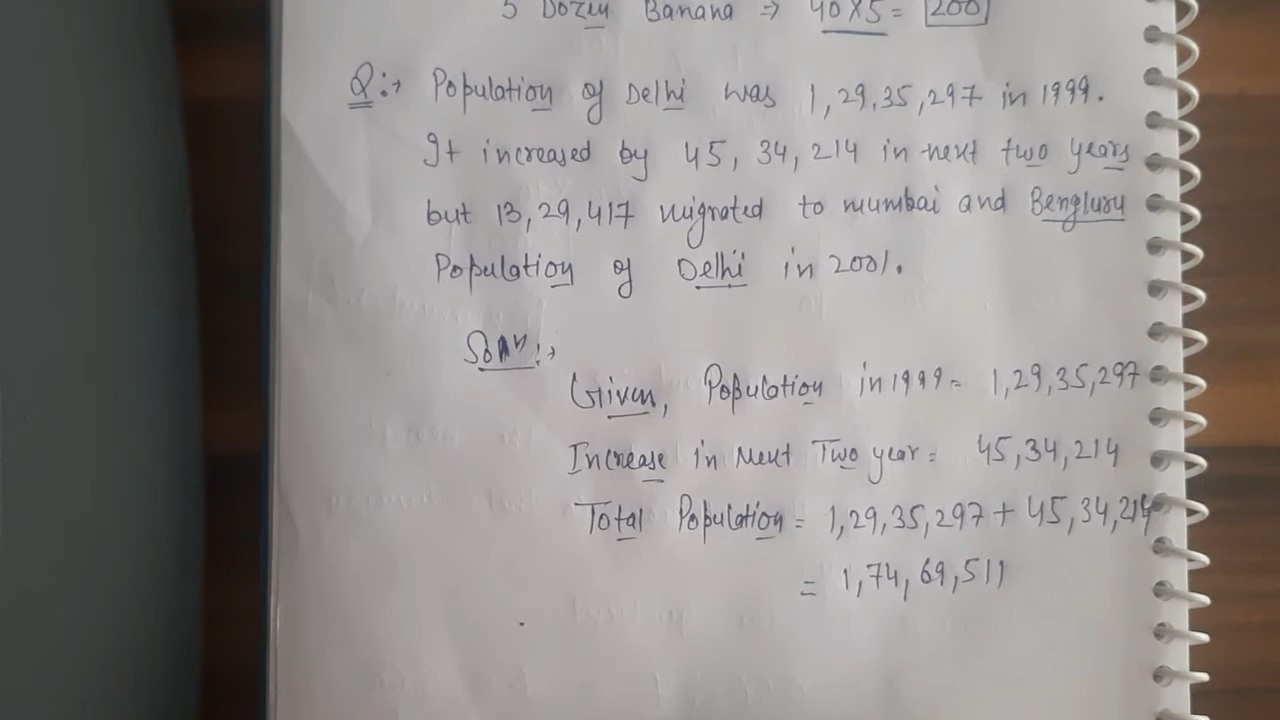 5 Dozen Banana ⇒ 40×5 = 200
Q:→ Population of Delhi was 1,29,35,297 in 1999.
It increased by 45,34,214 in next two years
but 13,29,417 migrated to mumbai and Bengluru
Population of Delhi in 2001.
Soln:→
Given, Population in 1999 = 1,29,35,297
Increase in Next Two year = 45,34,214
Total Population = 1,29,35,297 + 45,34,214
= 1,74,69,511